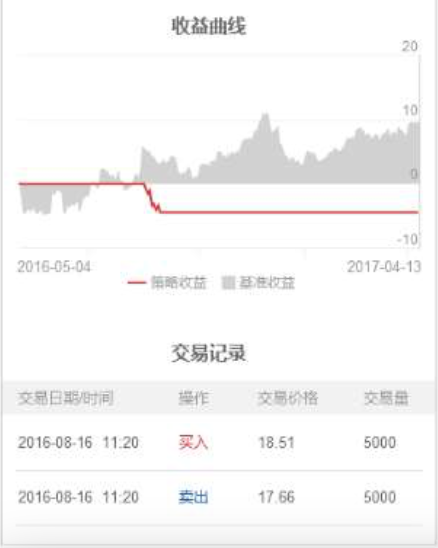 收益曲线
20
10
0
-10
2016-05-04 2017-04-13
策略收益 基准收益
交易记录
交易日期/时间 操作 交易价格 交易量
2016-08-16 11:20 买入 18.51 5000
2016-08-16 11:20 卖出 17.66 5000